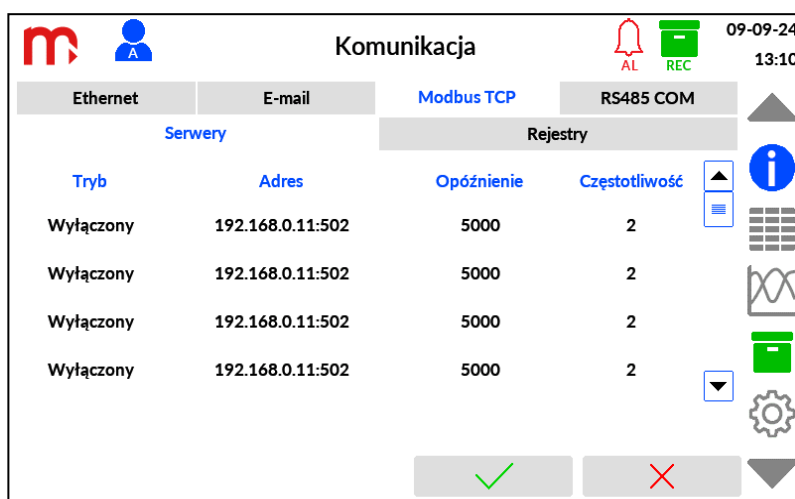 m
A
Komunikacja
AL
REC
09-09-24
13:10
Ethernet E-mail Modbus TCP RS485 COM
Serwery Rejestry
Tryb Adres Opóźnienie Częstotliwość
Wyłączony 192.168.0.11:502 5000 2
Wyłączony 192.168.0.11:502 5000 2
Wyłączony 192.168.0.11:502 5000 2
Wyłączony 192.168.0.11:502 5000 2